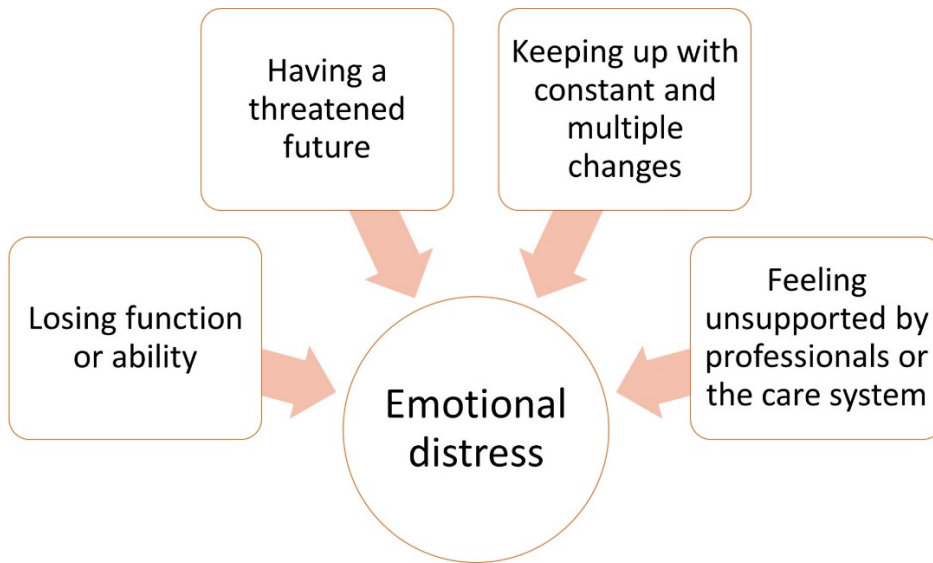 Having a
threatened
future
Keeping up with
constant and
multiple
changes
Losing function
or ability
Feeling
unsupported by
professionals or
the care system
Emotional
distress